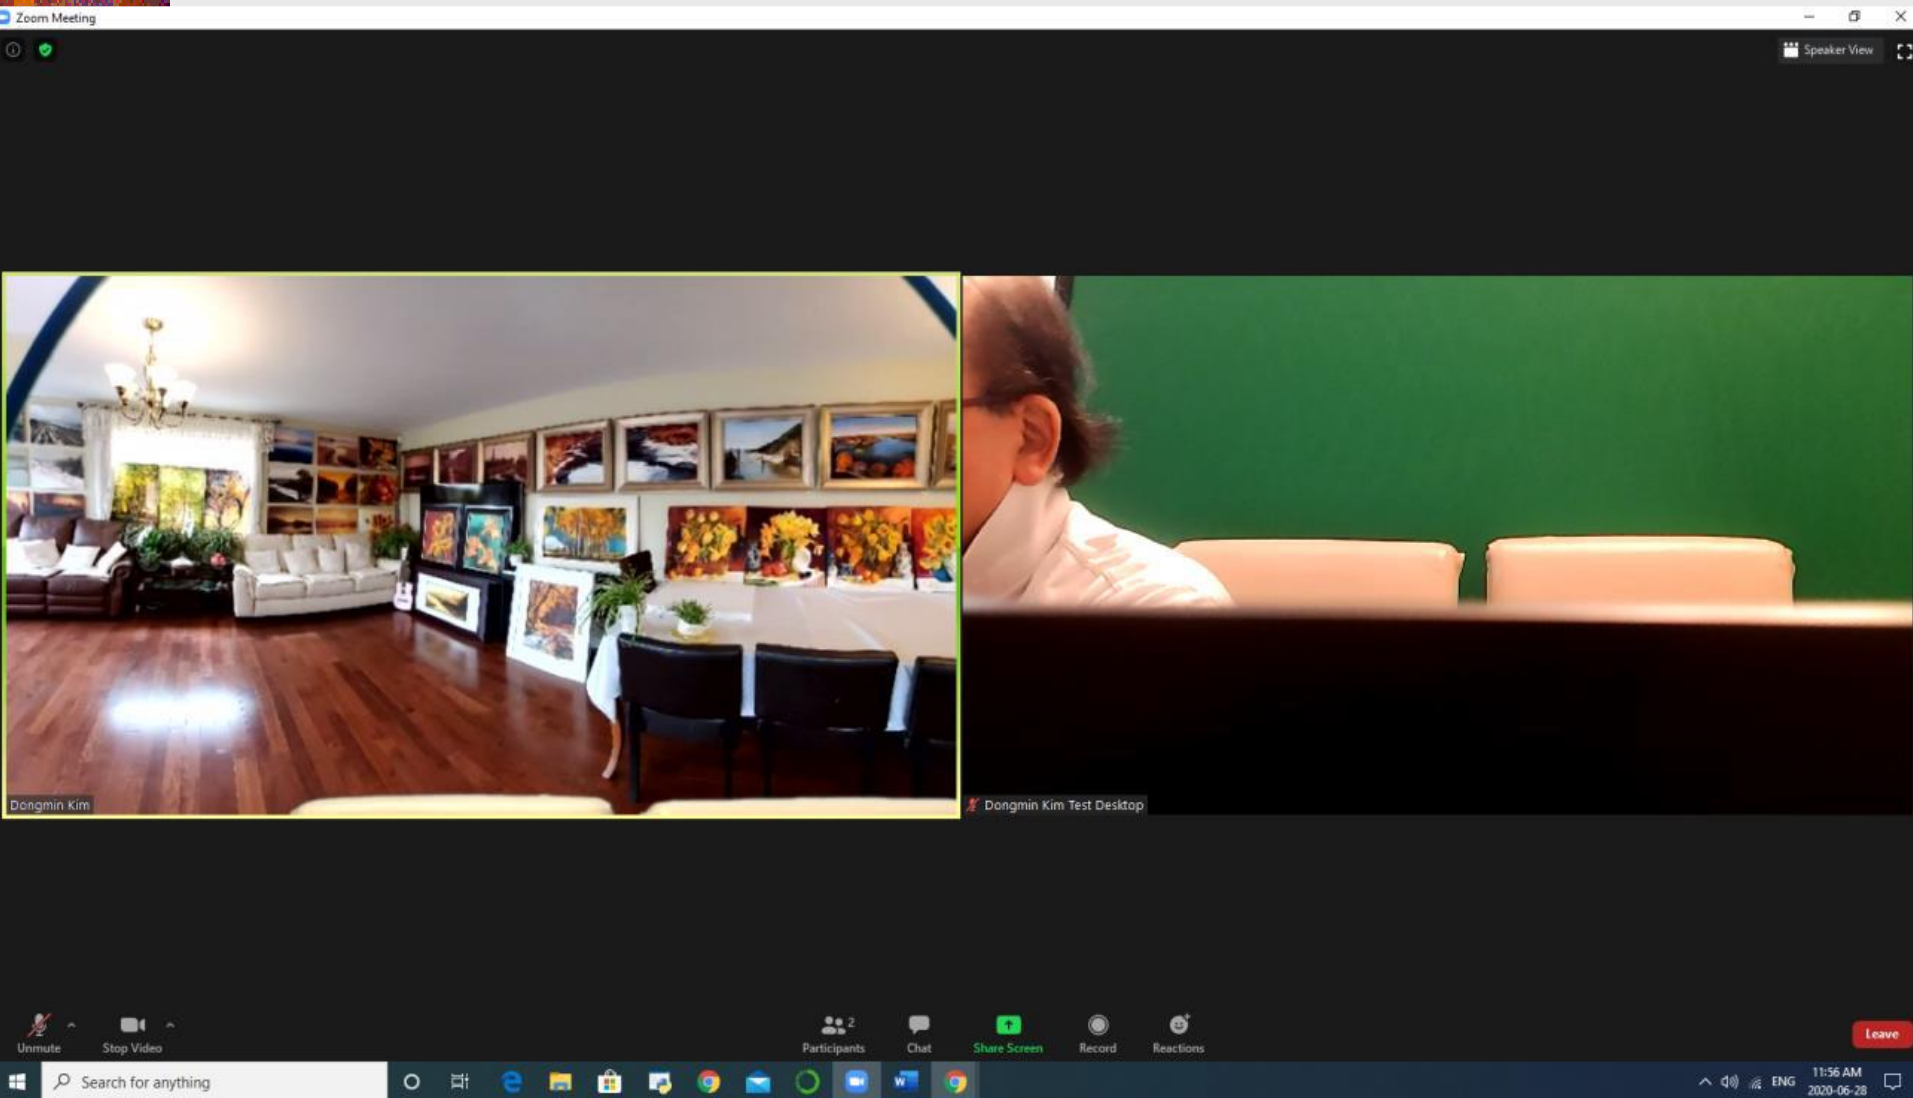 Zoom Meeting
Speaker View
Dongmin Kim
Dongmin Kim Test Desktop
Unmute
Stop Video
2
Participants
Chat
Share Screen
Record
Reactions
Leave
Search for anything
ENG
11:56 AM
2020-06-28